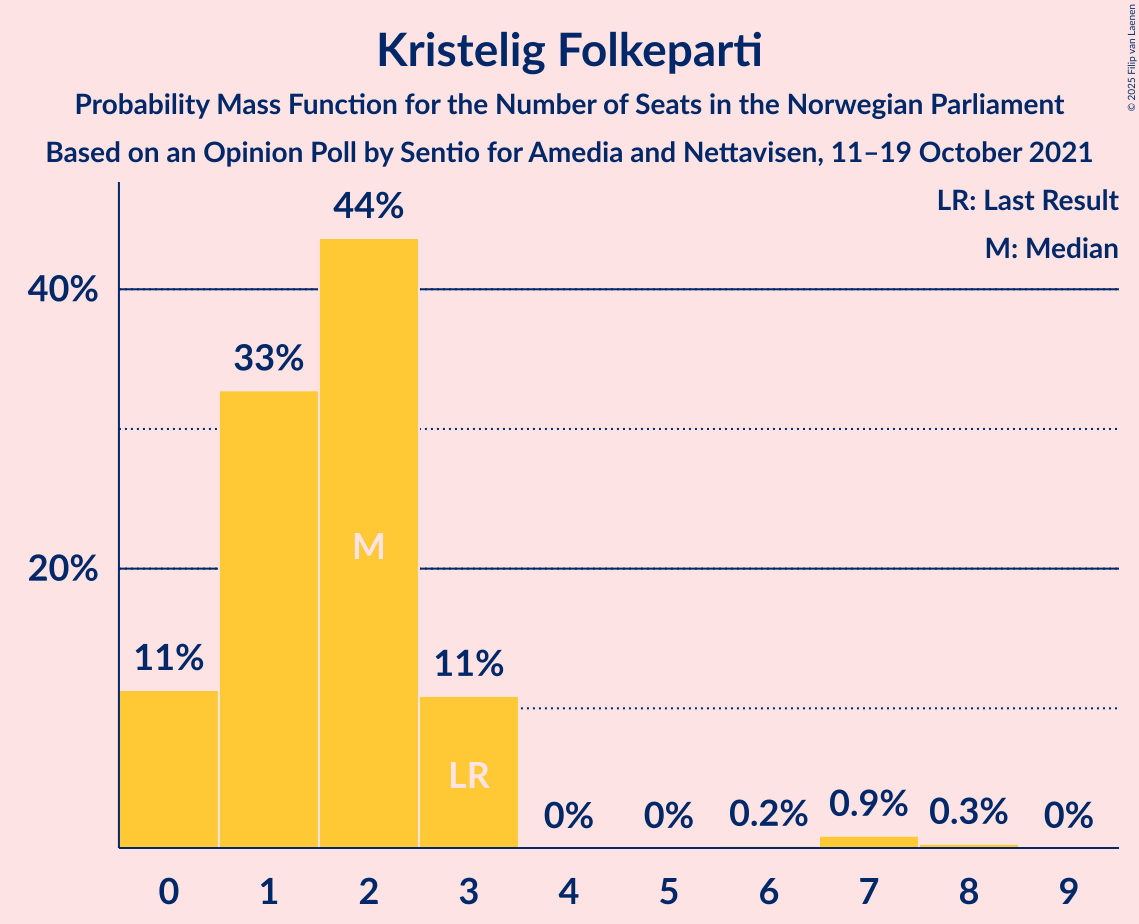 Kristelig Folkeparti
Probability Mass Function for the Number of Seats in the Norwegian Parliament
Based on an Opinion Poll by Sentio for Amedia and Nettavisen, 11–19 October 2021
© 2025 Filip van Laenen
LR: Last Result
M: Median
44%
40%
33%
M
20%
11%
11%
LR
0%
0%
0.2%
0.9%
0.3%
0%
0 1 2 3 4 5 6 7 8 9